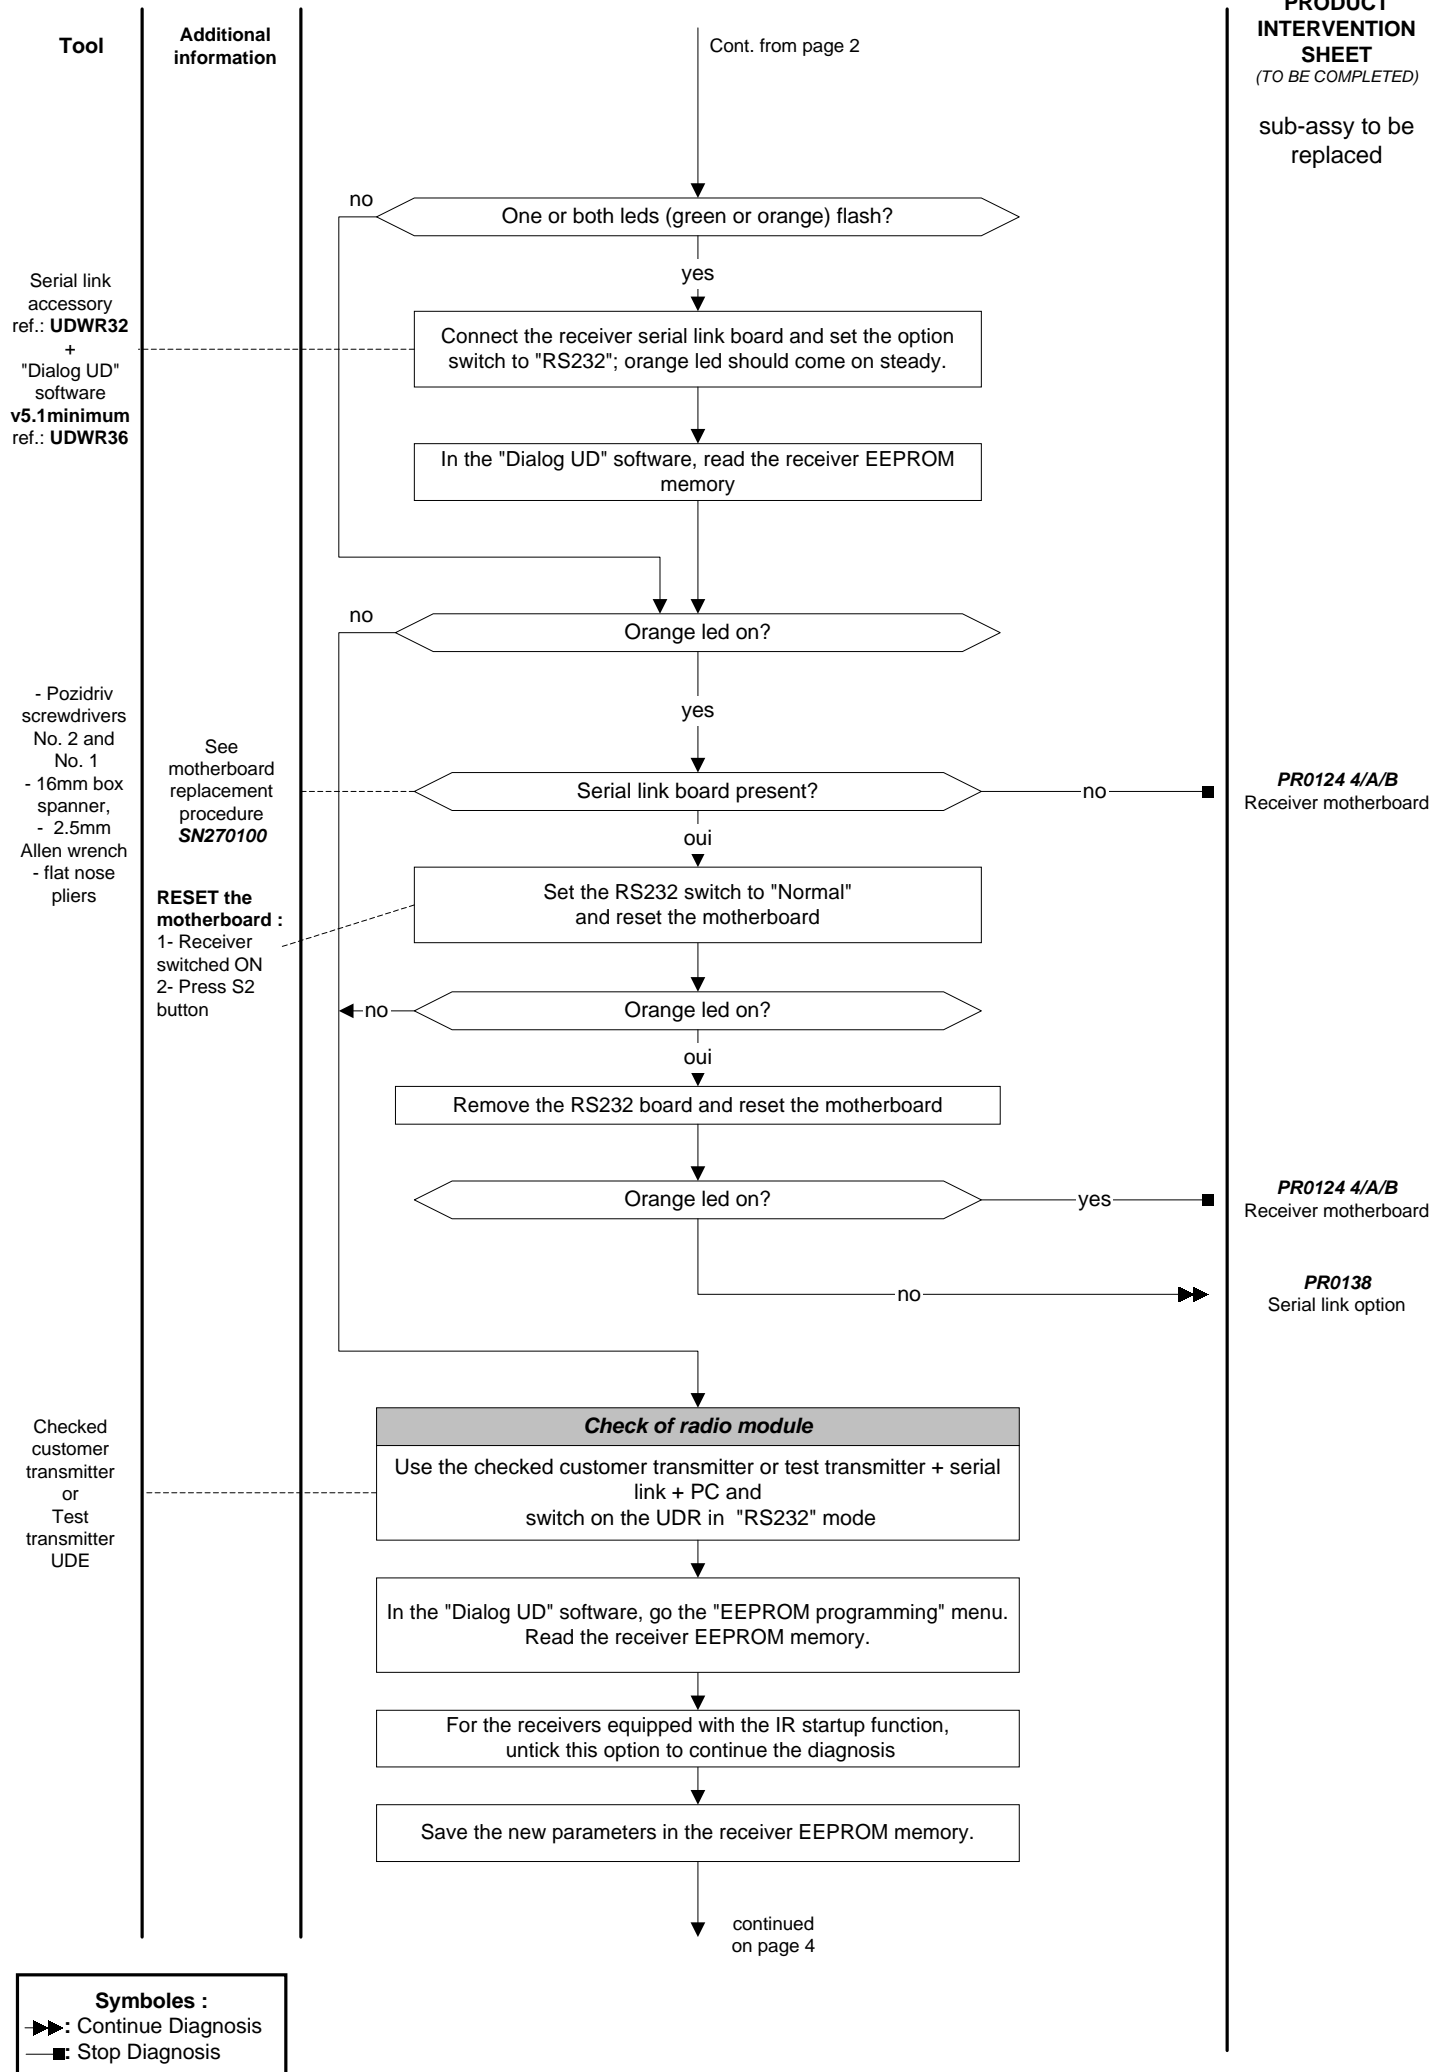 Tool
Additional
information
Cont. from page 2
PRODUCT
INTERVENTION
SHEET
(TO BE COMPLETED)
sub-assy to be
replaced
no
One or both leds (green or orange) flash?
yes
Serial link
accessory
ref.: UDWR32
+
"Dialog UD"
software
v5.1minimum
ref.: UDWR36
Connect the receiver serial link board and set the option
switch to "RS232"; orange led should come on steady.
In the "Dialog UD" software, read the receiver EEPROM
memory
no
Orange led on?
yes
- Pozidriv
screwdrivers
No. 2 and
No. 1
- 16mm box
spanner,
- 2.5mm
Allen wrench
- flat nose
pliers
See
motherboard
replacement
procedure
SN270100
Serial link board present?
no
PR0124 4/A/B
Receiver motherboard
oui
RESET the
motherboard :
1- Receiver
switched ON
2- Press S2
button
Set the RS232 switch to "Normal"
and reset the motherboard
no
Orange led on?
oui
Remove the RS232 board and reset the motherboard
Orange led on?
yes
PR0124 4/A/B
Receiver motherboard
no
PR0138
Serial link option
Checked
customer
transmitter
or
Test
transmitter
UDE
Check of radio module
Use the checked customer transmitter or test transmitter + serial
link + PC and
switch on the UDR in "RS232" mode
In the "Dialog UD" software, go the "EEPROM programming" menu.
Read the receiver EEPROM memory.
For the receivers equipped with the IR startup function,
untick this option to continue the diagnosis
Save the new parameters in the receiver EEPROM memory.
continued
on page 4
Symboles :
: Continue Diagnosis
: Stop Diagnosis